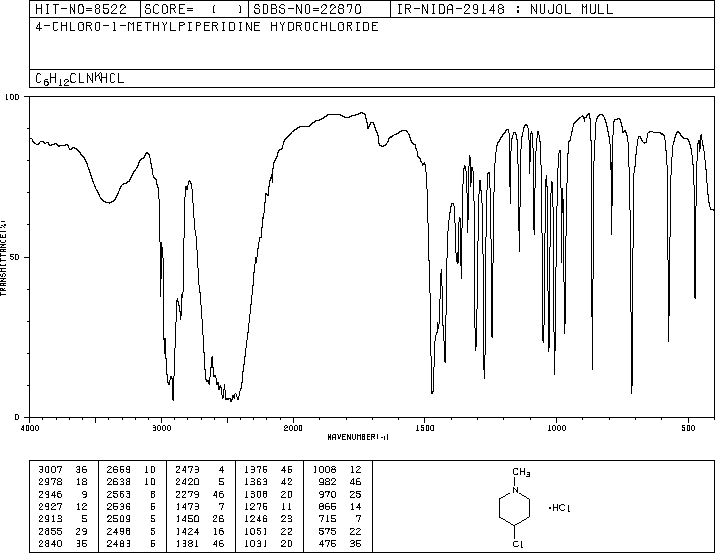 HIT-NO=8522 SCORE= ( ) SDBS-NO=22870 IR-NIDA-29148 : NUJOL MULL
4-CHLORO-1-METHYLPIPERIDINE HYDROCHLORIDE
C6H12CLN*HCL
100
50
0
TRANSMITTANCE(%)
4000 3000 2000 1500 1000 500
WAVENUMBER(-1)
3007 36 2669 10 2473 4 1376 46 1008 12
2978 18 2638 10 2420 5 1363 42 982 46
2946 9 2563 6 2279 46 1308 20 970 25
2927 12 2536 6 1473 7 1276 11 866 14
2913 5 2509 5 1450 26 1246 23 715 7
2855 29 2498 5 1424 16 1051 22 575 22
2840 35 2483 5 1381 46 1031 20 475 35
CH3
N
•HCl
Cl